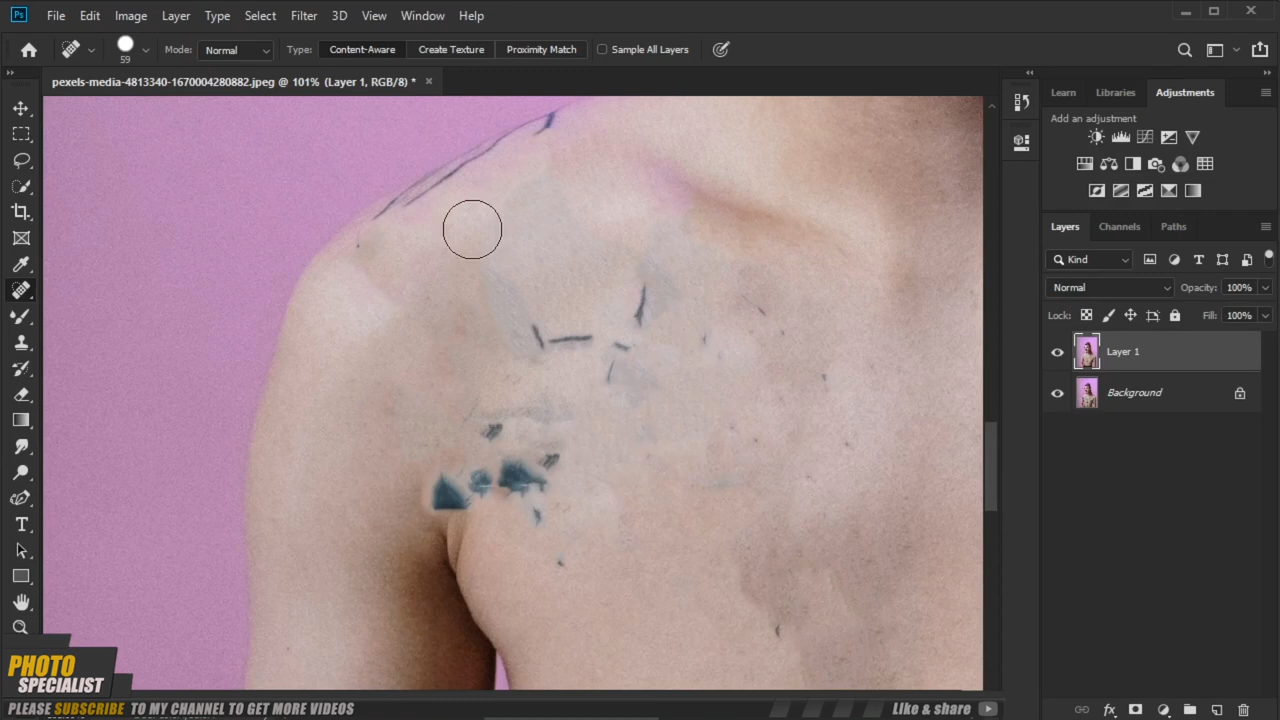 Ps File Edit Image Layer Type Select Filter 3D View Window Help
59 Mode: Normal Type: Content-Aware Create Texture Proximity Match Sample All Layers
pexels-media-4813340-1670004280882.jpeg @ 101% (Layer 1, RGB/8) *
Learn Libraries Adjustments
Add an adjustment
Layers Channels Paths
Kind
Normal Opacity: 100%
Lock: Fill: 100%
Layer 1
Background
PHOTO
SPECIALIST
PLEASE SUBSCRIBE TO MY CHANNEL TO GET MORE VIDEOS
Like & share